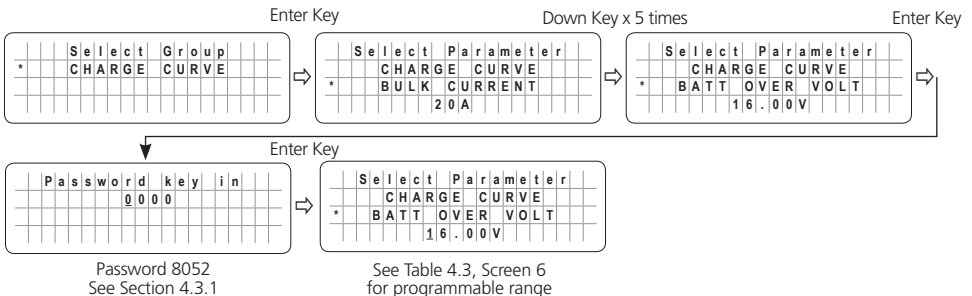 Enter Key
Down Key x 5 times
Enter Key
Select Group
* CHARGE CURVE
Select Parameter
CHARGE CURVE
* BULK CURRENT
20A
Select Parameter
CHARGE CURVE
* BATT OVER VOLT
16.00V
Enter Key
Password key in
0000
Select Parameter
CHARGE CURVE
* BATT OVER VOLT
16.00V
Password 8052
See Section 4.3.1
See Table 4.3, Screen 6
for programmable range